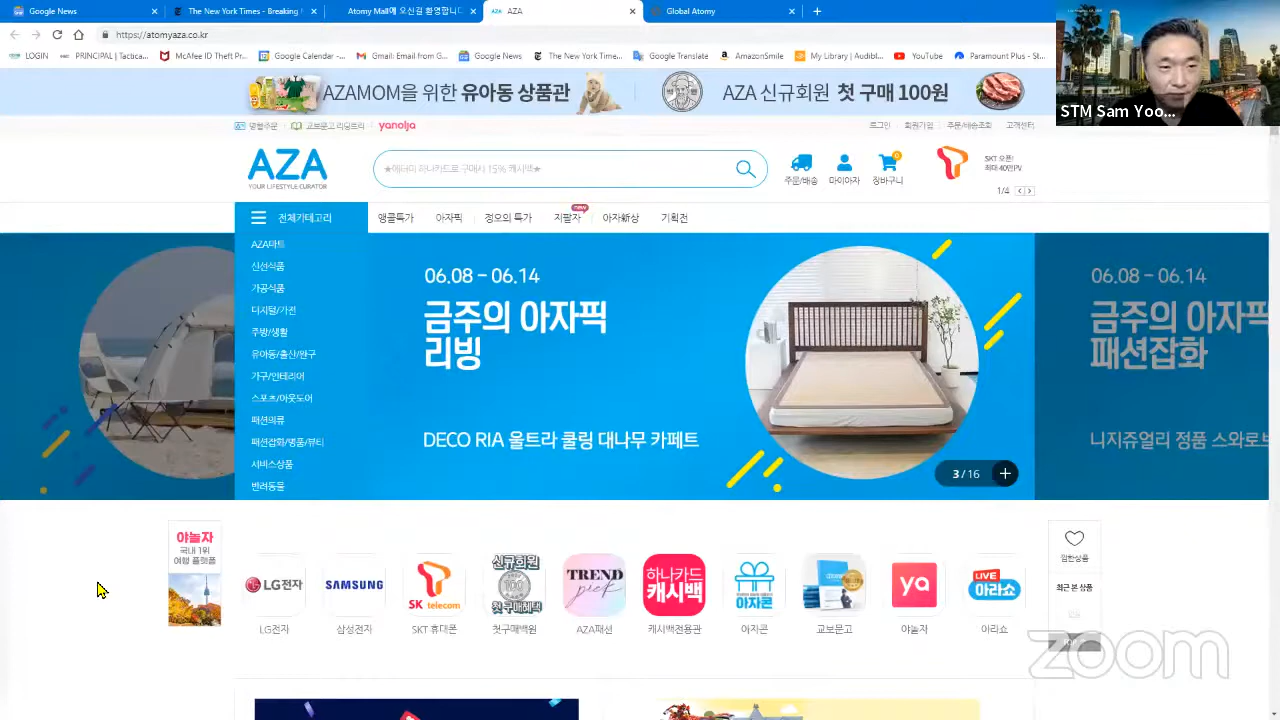 Google News
The New York Times - Breaking N
Atomy Mall에 오신걸 환영합니다
AZA
Global Atomy
https://atomyaza.co.kr
LOGIN
PRINCIPAL | Tactica...
McAfee ID Theft Pr...
Google Calendar -...
Gmail: Email from G...
Google News
The New York Time...
Google Translate
AmazonSmile
My Library | Audibl...
YouTube
Paramount Plus - St...
STM Sam Yoo...
AZAMOM을 위한 유아동 상품관
AZA 신규회원 첫 구매 100원
명함주문
교보문고 리딩트리
yanolja
로그인
회원가입
주문/배송조회
고객센터
AZA
YOUR LIFESTYLE CURATOR
★애터미 하나카드로 구매시 15% 캐시백★
주문/배송
마이아자
장바구니
SKT 오픈!
최대 40만PV
1/4
전체카테고리
앵콜특가
아자픽
정오의 특가
지팔자
new
아자新상
기획전
AZA마트
신선식품
가공식품
디지털/가전
주방/생활
유아동/출산/완구
가구/인테리어
스포츠/아웃도어
패션의류
패션잡화/명품/뷰티
서비스상품
반려동물
06.08 - 06.14
금주의 아자픽
리빙
DECO RIA 울트라 쿨링 대나무 카페트
3 / 16
06.08 - 06.14
금주의 아자픽
패션잡화
니지쥬얼리 정품 스와로브
야놀자
국내 1위
여행 플랫폼
LG전자
SAMSUNG
SK telecom
신규회원
첫구매혜택
TREND
pick
하나카드
캐시백
아자콘
ya
LIVE
아라쇼
LG전자
삼성전자
SKT 휴대폰
첫구매백원
AZA패션
캐시백전용관
아자콘
교보문고
야놀자
아라쇼
찜한상품
최근 본 상품
zoom